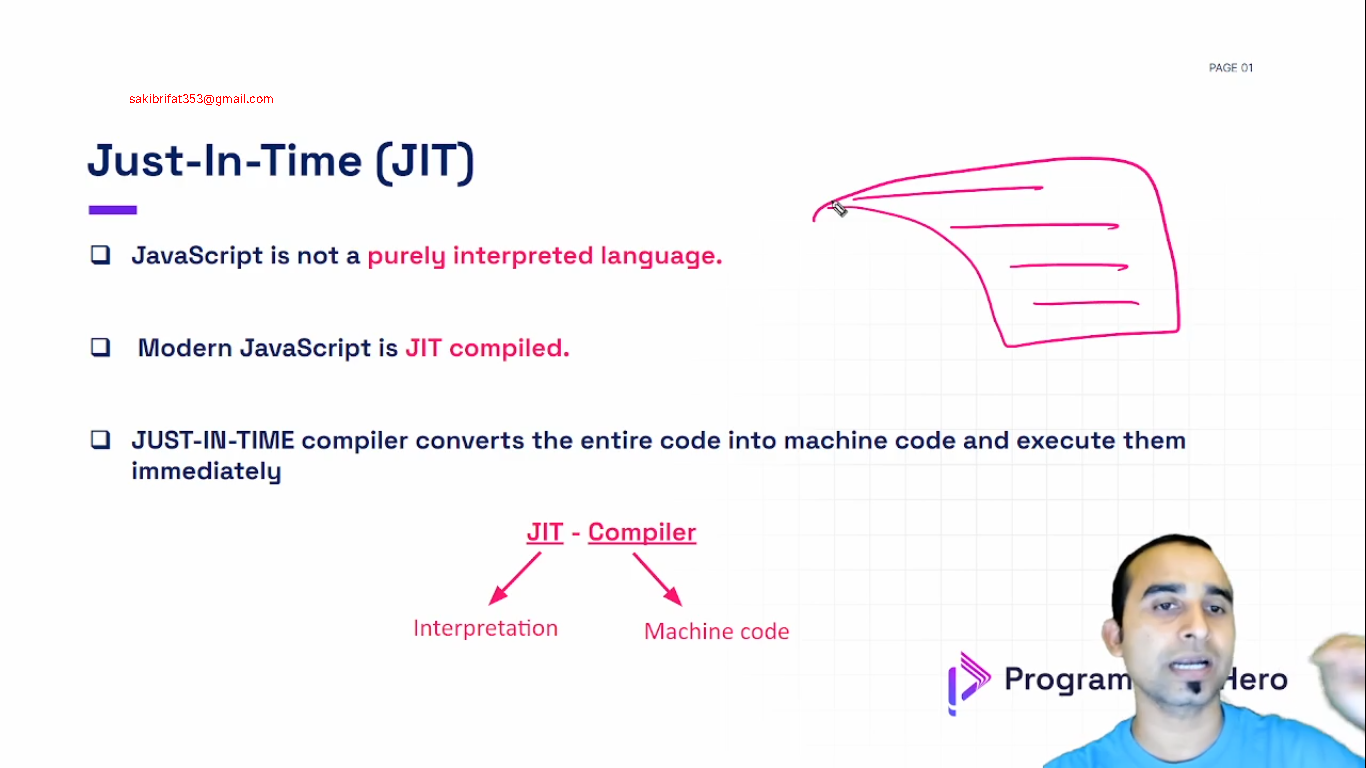 PAGE 01
sakibrifat353@gmail.com
Just-In-Time (JIT)
JavaScript is not a purely interpreted language.
Modern JavaScript is JIT compiled.
JUST-IN-TIME compiler converts the entire code into machine code and execute them
immediately
JIT - Compiler
Interpretation
Machine code
Program Hero